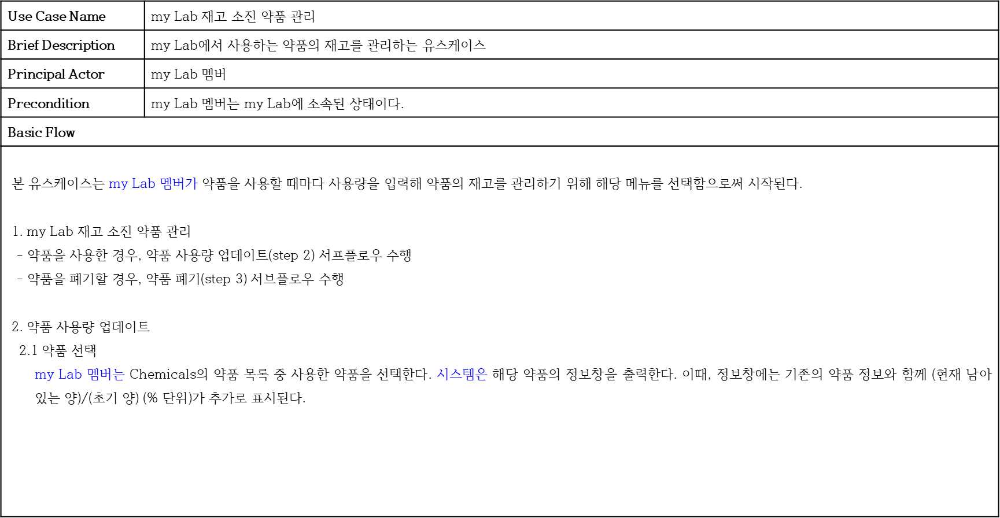 Use Case Name my Lab 재고 소진 약품 관리
Brief Description my Lab에서 사용하는 약품의 재고를 관리하는 유스케이스
Principal Actor my Lab 멤버
Precondition my Lab 멤버는 my Lab에 소속된 상태이다.
Basic Flow
본 유스케이스는 my Lab 멤버가 약품을 사용할 때마다 사용량을 입력해 약품의 재고를 관리하기 위해 해당 메뉴를 선택함으로써 시작된다.
1. my Lab 재고 소진 약품 관리
- 약품을 사용한 경우, 약품 사용량 업데이트(step 2) 서프플로우 수행
- 약품을 폐기할 경우, 약품 폐기(step 3) 서브플로우 수행
2. 약품 사용량 업데이트
2.1 약품 선택
my Lab 멤버는 Chemicals의 약품 목록 중 사용한 약품을 선택한다. 시스템은 해당 약품의 정보창을 출력한다. 이때, 정보창에는 기존의 약품 정보와 함께 (현재 남아
있는 양)/(초기 양) (% 단위)가 추가로 표시된다.